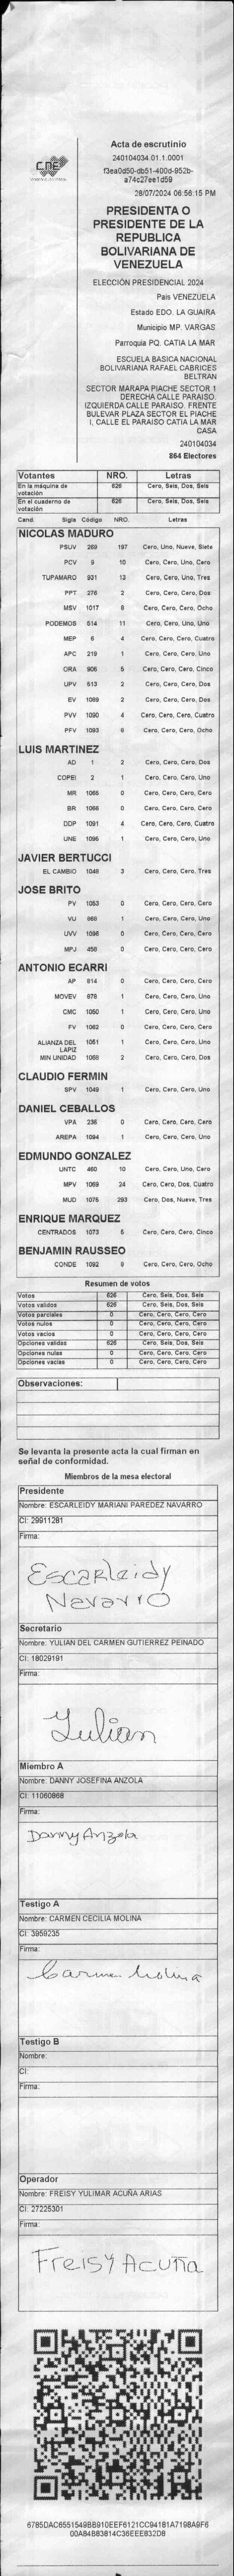 CNE
Acta de escrutinio
240104034.01.1.0001
f3ea0d50-db51-400d-952b-
a74c27ee1d59
28/07/2024 06:56:15 PM
PRESIDENTA O
PRESIDENTE DE LA
REPUBLICA
BOLIVARIANA DE
VENEZUELA
ELECCIÓN PRESIDENCIAL 2024
Pais VENEZUELA
Estado EDO. LA GUAIRA
Municipio MP. VARGAS
Parroquia PQ. CATIA LA MAR
ESCUELA BASICA NACIONAL
BOLIVARIANA RAFAEL CABRICES
BELTRAN
SECTOR MARAPA PIACHE SECTOR 1
DERECHA CALLE PARAISO.
IZQUIERDA CALLE PARAISO. FRENTE
BULEVAR PLAZA SECTOR EL PIACHE
I, CALLE EL PARAISO CATIA LA MAR
CASA
240104034
864 Electores
Votantes NRO. Letras
En la máquina de votación 626 Cero, Seis, Dos, Seis
En el cuaderno de votación 626 Cero, Seis, Dos, Seis
Cand. Sigla Código NRO. Letras
NICOLAS MADURO
PSUV 269 197 Cero, Uno, Nueve, Siete
PCV 9 10 Cero, Cero, Uno, Cero
TUPAMARO 931 13 Cero, Cero, Uno, Tres
PPT 276 2 Cero, Cero, Cero, Dos
MSV 1017 8 Cero, Cero, Cero, Ocho
PODEMOS 514 11 Cero, Cero, Uno, Uno
MEP 6 4 Cero, Cero, Cero, Cuatro
APC 219 1 Cero, Cero, Cero, Uno
ORA 906 5 Cero, Cero, Cero, Cinco
UPV 513 2 Cero, Cero, Cero, Dos
EV 1089 2 Cero, Cero, Cero, Dos
PVV 1090 4 Cero, Cero, Cero, Cuatro
PFV 1093 8 Cero, Cero, Cero, Ocho
LUIS MARTINEZ
AD 1 2 Cero, Cero, Cero, Dos
COPEI 2 1 Cero, Cero, Cero, Uno
MR 1065 0 Cero, Cero, Cero, Cero
BR 1066 0 Cero, Cero, Cero, Cero
DDP 1091 4 Cero, Cero, Cero, Cuatro
UNE 1095 1 Cero, Cero, Cero, Uno
JAVIER BERTUCCI
EL CAMBIO 1048 3 Cero, Cero, Cero, Tres
JOSE BRITO
PV 1053 0 Cero, Cero, Cero, Cero
VU 868 1 Cero, Cero, Cero, Uno
UVV 1098 0 Cero, Cero, Cero, Cero
MPJ 458 0 Cero, Cero, Cero, Cero
ANTONIO ECARRI
AP 814 0 Cero, Cero, Cero, Cero
MOVEV 978 1 Cero, Cero, Cero, Uno
CMC 1050 1 Cero, Cero, Cero, Uno
FV 1062 0 Cero, Cero, Cero, Cero
ALIANZA DEL LAPIZ 1051 1 Cero, Cero, Cero, Uno
MIN UNIDAD 1068 2 Cero, Cero, Cero, Dos
CLAUDIO FERMIN
SPV 1049 1 Cero, Cero, Cero, Uno
DANIEL CEBALLOS
VPA 236 0 Cero, Cero, Cero, Cero
AREPA 1094 1 Cero, Cero, Cero, Uno
EDMUNDO GONZALEZ
UNTC 460 10 Cero, Cero, Uno, Cero
MPV 1069 24 Cero, Cero, Dos, Cuatro
MUD 1075 293 Cero, Dos, Nueve, Tres
ENRIQUE MARQUEZ
CENTRADOS 1073 5 Cero, Cero, Cero, Cinco
BENJAMIN RAUSSEO
CONDE 1092 8 Cero, Cero, Cero, Ocho
Resumen de votos
Votos 626 Cero, Seis, Dos, Seis
Votos validos 626 Cero, Seis, Dos, Seis
Votos parciales 0 Cero, Cero, Cero, Cero
Votos nulos 0 Cero, Cero, Cero, Cero
Votos vacios 0 Cero, Cero, Cero, Cero
Opciones validas 626 Cero, Seis, Dos, Seis
Opciones nulas 0 Cero, Cero, Cero, Cero
Opciones vacias 0 Cero, Cero, Cero, Cero
Observaciones:
Se levanta la presente acta la cual firman en
señal de conformidad.
Miembros de la mesa electoral
Presidente
Nombre: ESCARLEIDY MARIANI PAREDEZ NAVARRO
CI: 29911281
Firma:
Escarleidy
Navarro
Secretario
Nombre: YULIAN DEL CARMEN GUTIERREZ PEINADO
CI: 18029191
Firma:
Yulian
Miembro A
Nombre: DANNY JOSEFINA ANZOLA
CI: 11060868
Firma:
Danny Anzola
Testigo A
Nombre: CARMEN CECILIA MOLINA
CI: 3959235
Firma:
Carmen Molina
Testigo B
Nombre:
CI:
Firma:
Operador
Nombre: FREISY YULIMAR ACUÑA ARIAS
CI: 27225301
Firma:
Freisy Acuña
6785DAC6551549BB910EEF6121CC94181A7198A9F6
00A84B83814C36EEE832D8